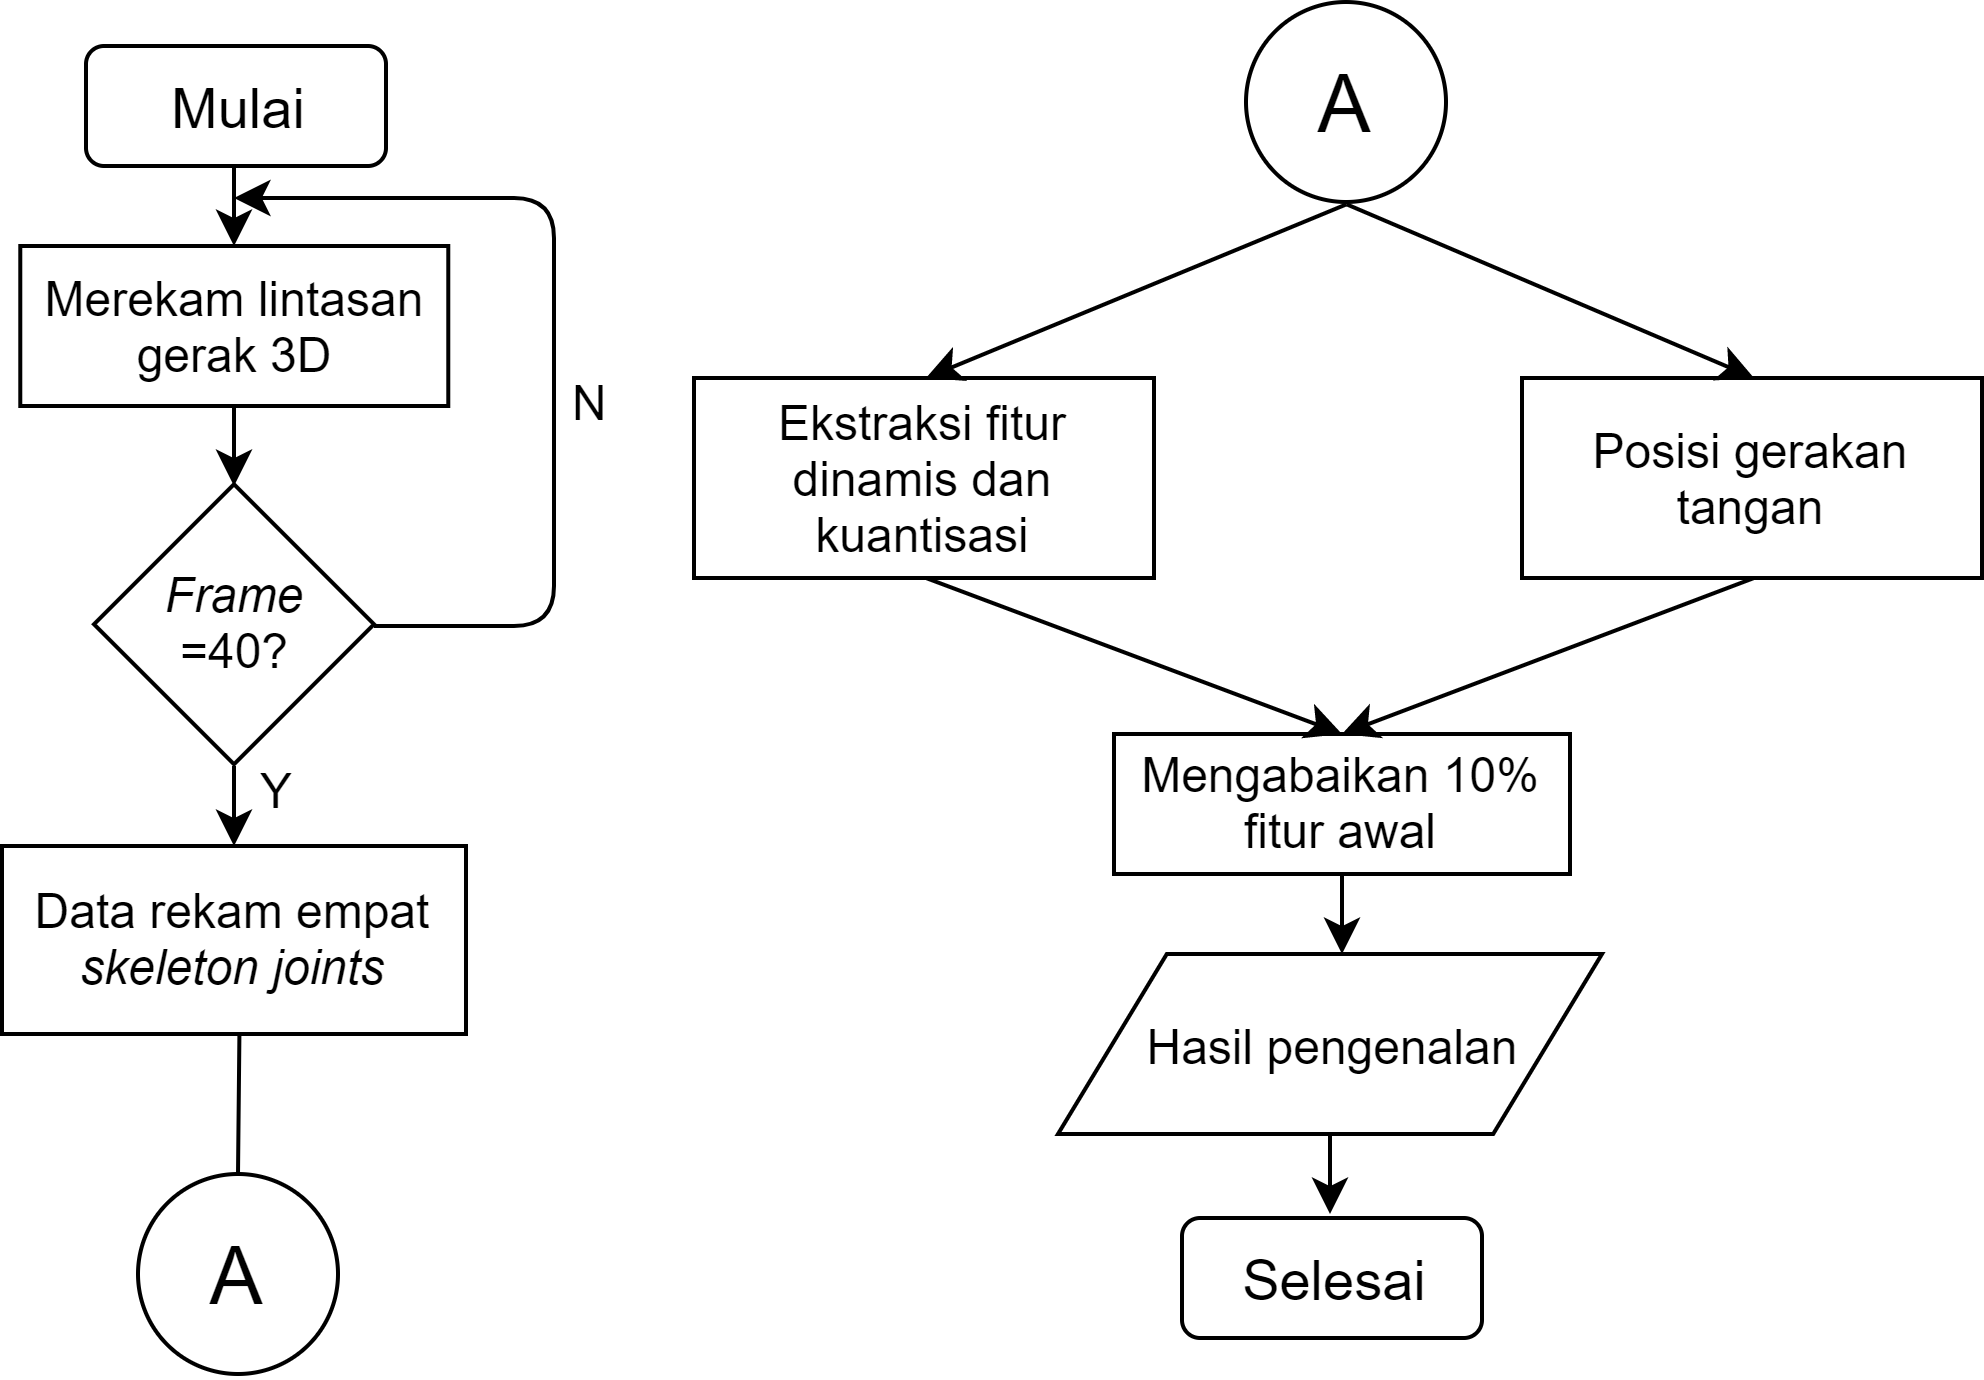 Mulai
Merekam lintasan
gerak 3D
N
Frame
=40?
Y
Data rekam empat
skeleton joints
A
A
Ekstraksi fitur
dinamis dan
kuantisasi
Posisi gerakan
tangan
Mengabaikan 10%
fitur awal
Hasil pengenalan
Selesai